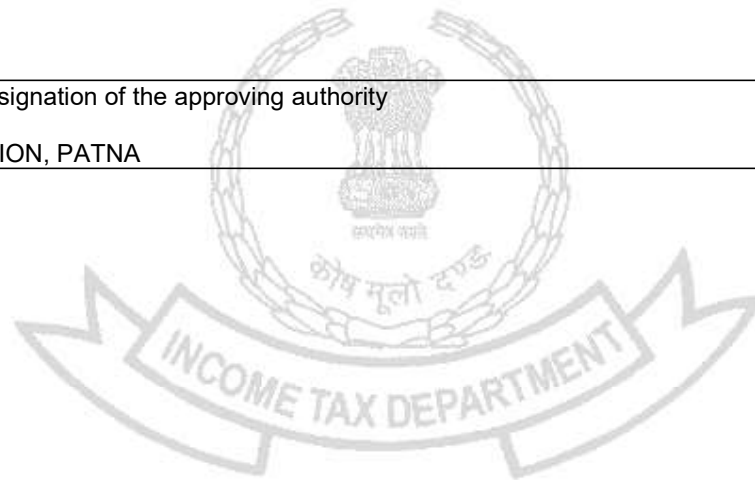 signation of the approving authority
ION, PATNA
सत्यमेव जयते
कोष मूलो दण्डः
INCOME TAX DEPARTMENT